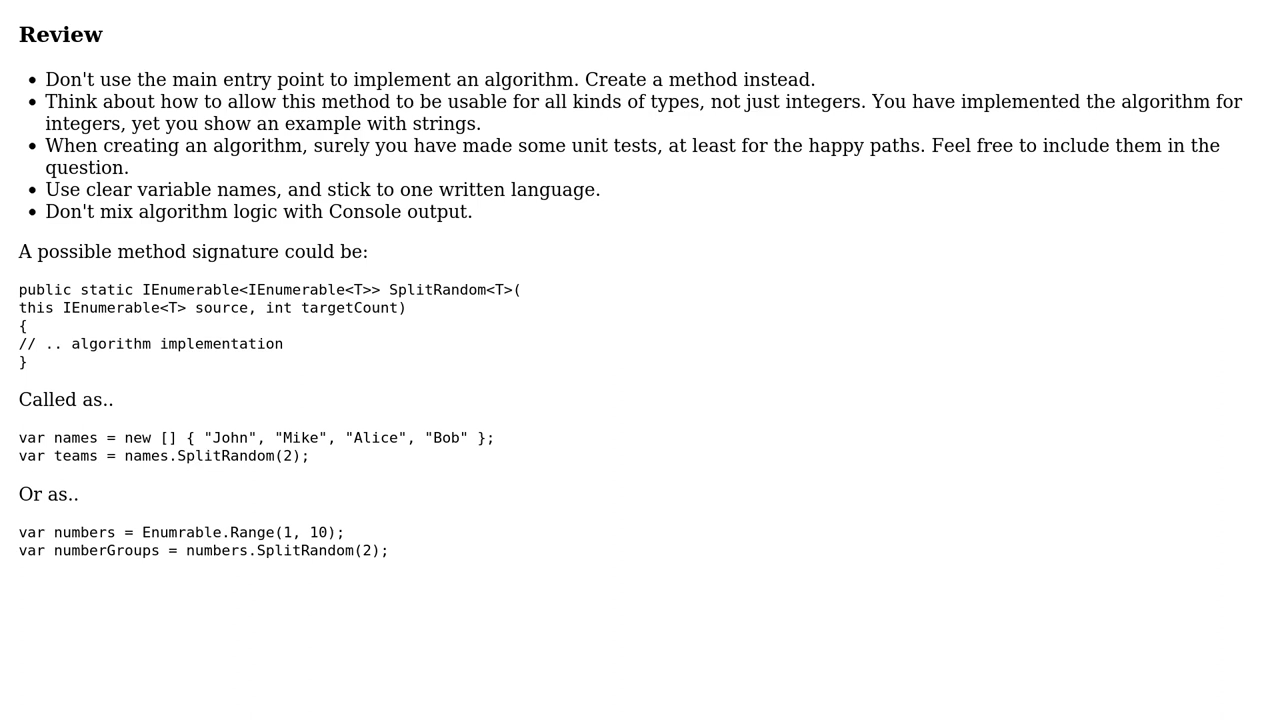 Review
• Don't use the main entry point to implement an algorithm. Create a method instead.
• Think about how to allow this method to be usable for all kinds of types, not just integers. You have implemented the algorithm for
integers, yet you show an example with strings.
• When creating an algorithm, surely you have made some unit tests, at least for the happy paths. Feel free to include them in the
question.
• Use clear variable names, and stick to one written language.
• Don't mix algorithm logic with Console output.
A possible method signature could be:
public static IEnumerable<IEnumerable<T>> SplitRandom<T>(
this IEnumerable<T> source, int targetCount)
{
// .. algorithm implementation
}
Called as..
var names = new [] { "John", "Mike", "Alice", "Bob" };
var teams = names.SplitRandom(2);
Or as..
var numbers = Enumrable.Range(1, 10);
var numberGroups = numbers.SplitRandom(2);